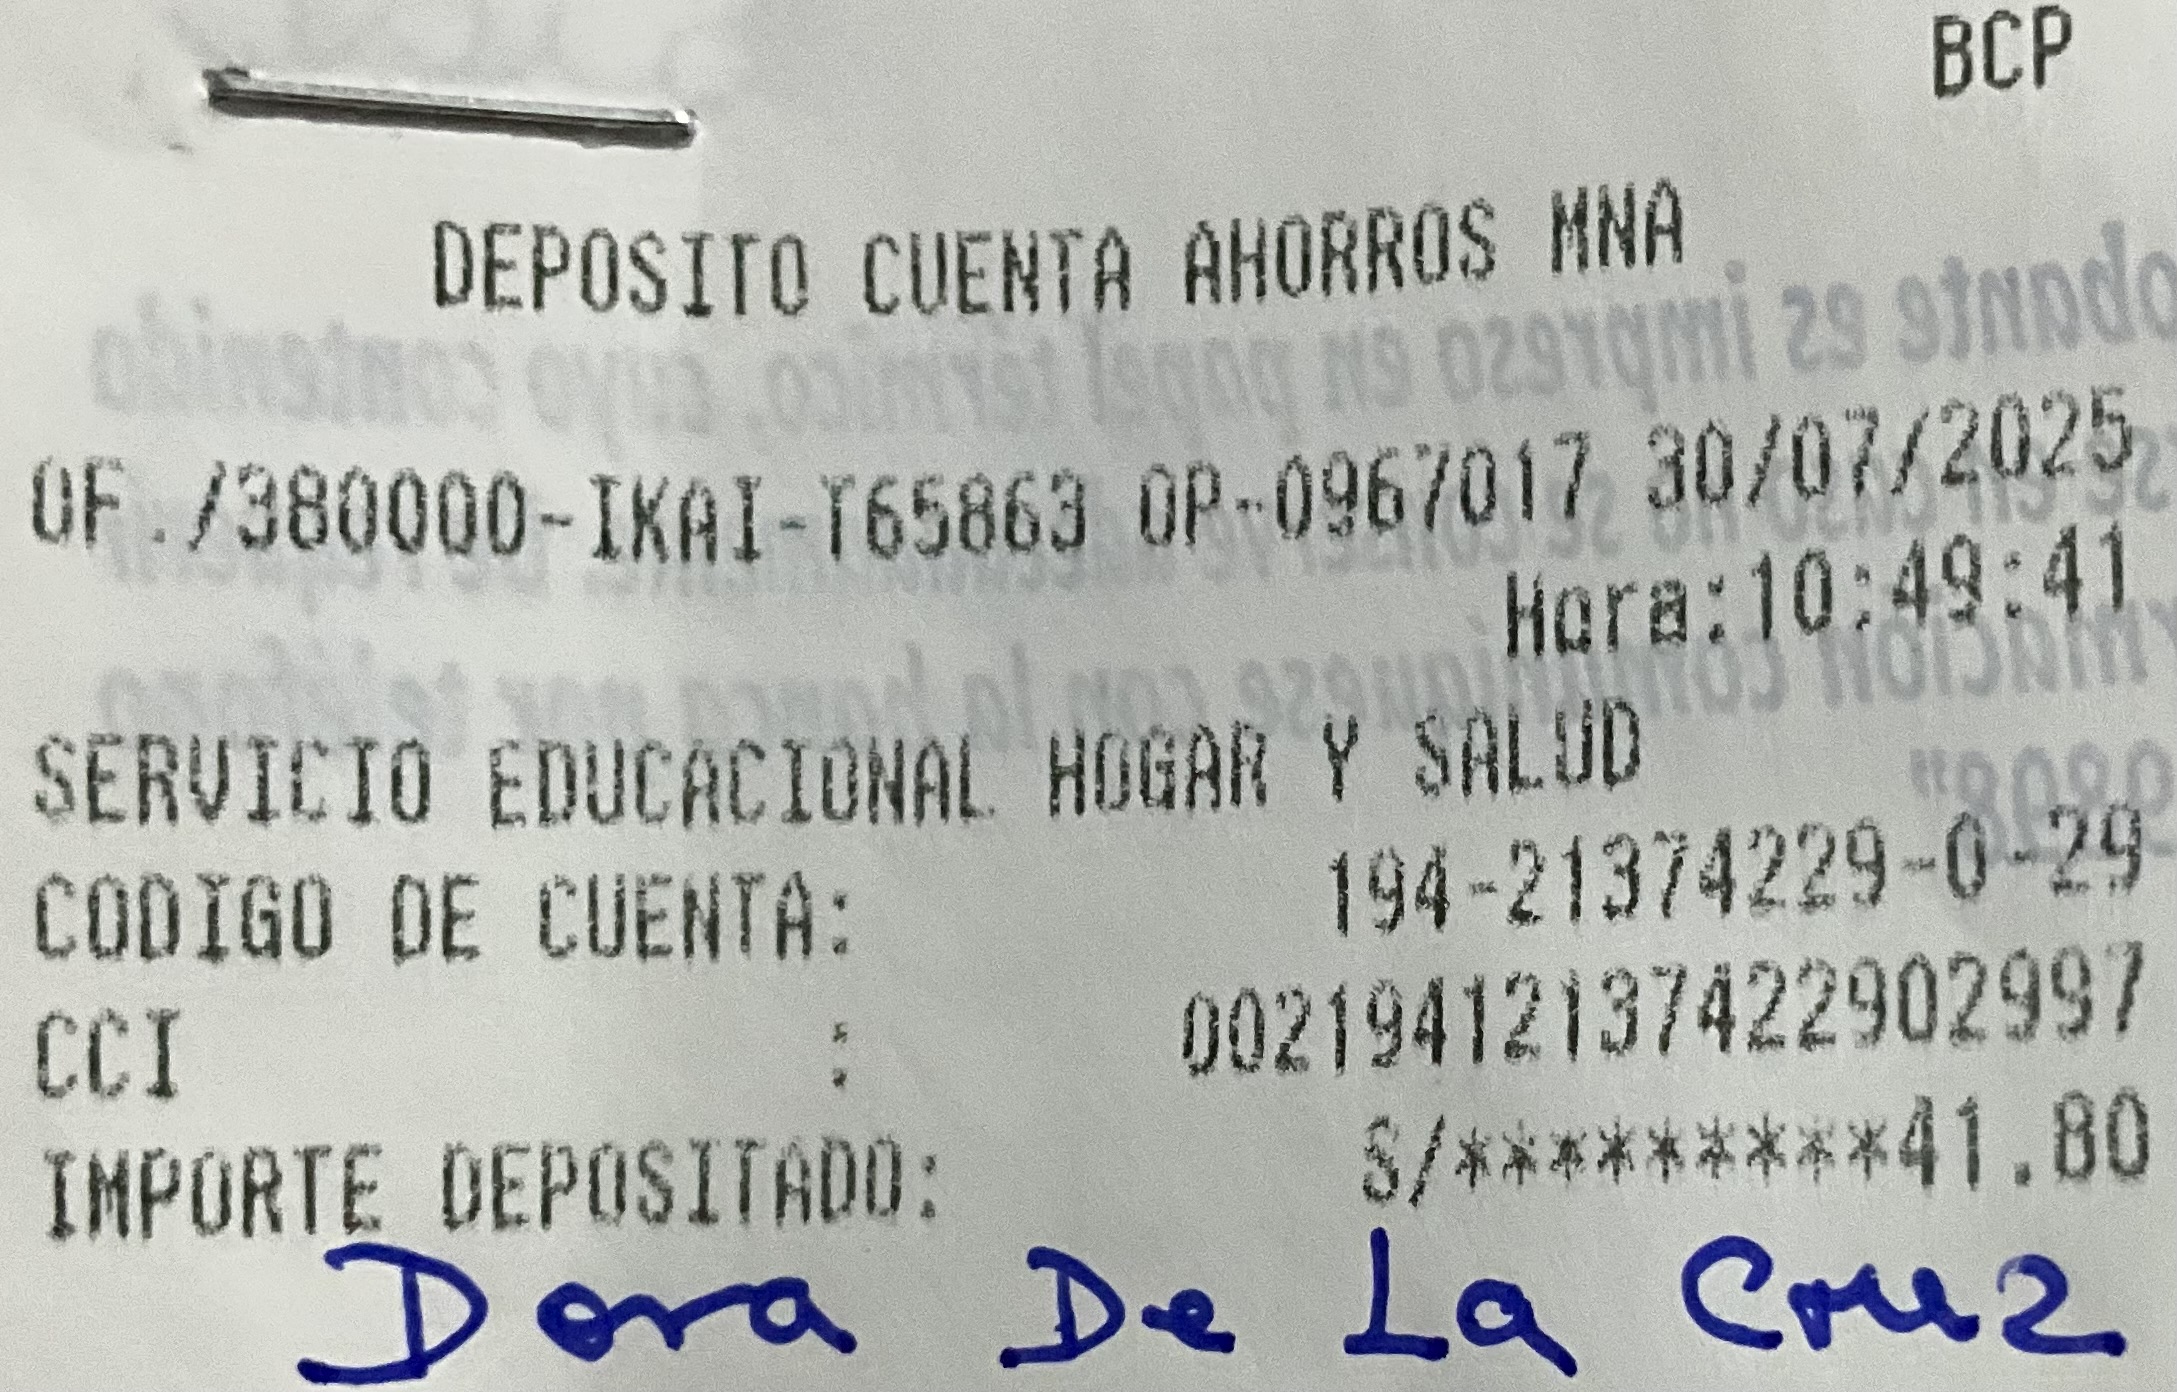 BCP
DEPOSITO CUENTA AHORROS MNA
OF./380000-IKAI-T65863 OP-0967017 30/07/2025
Hora:10:49:41
SERVICIO EDUCACIONAL HOGAR Y SALUD
CODIGO DE CUENTA: 194-21374229-0-29
CCI : 00219412137422902997
IMPORTE DEPOSITADO: S/*********41.80
Dora De La Cruz